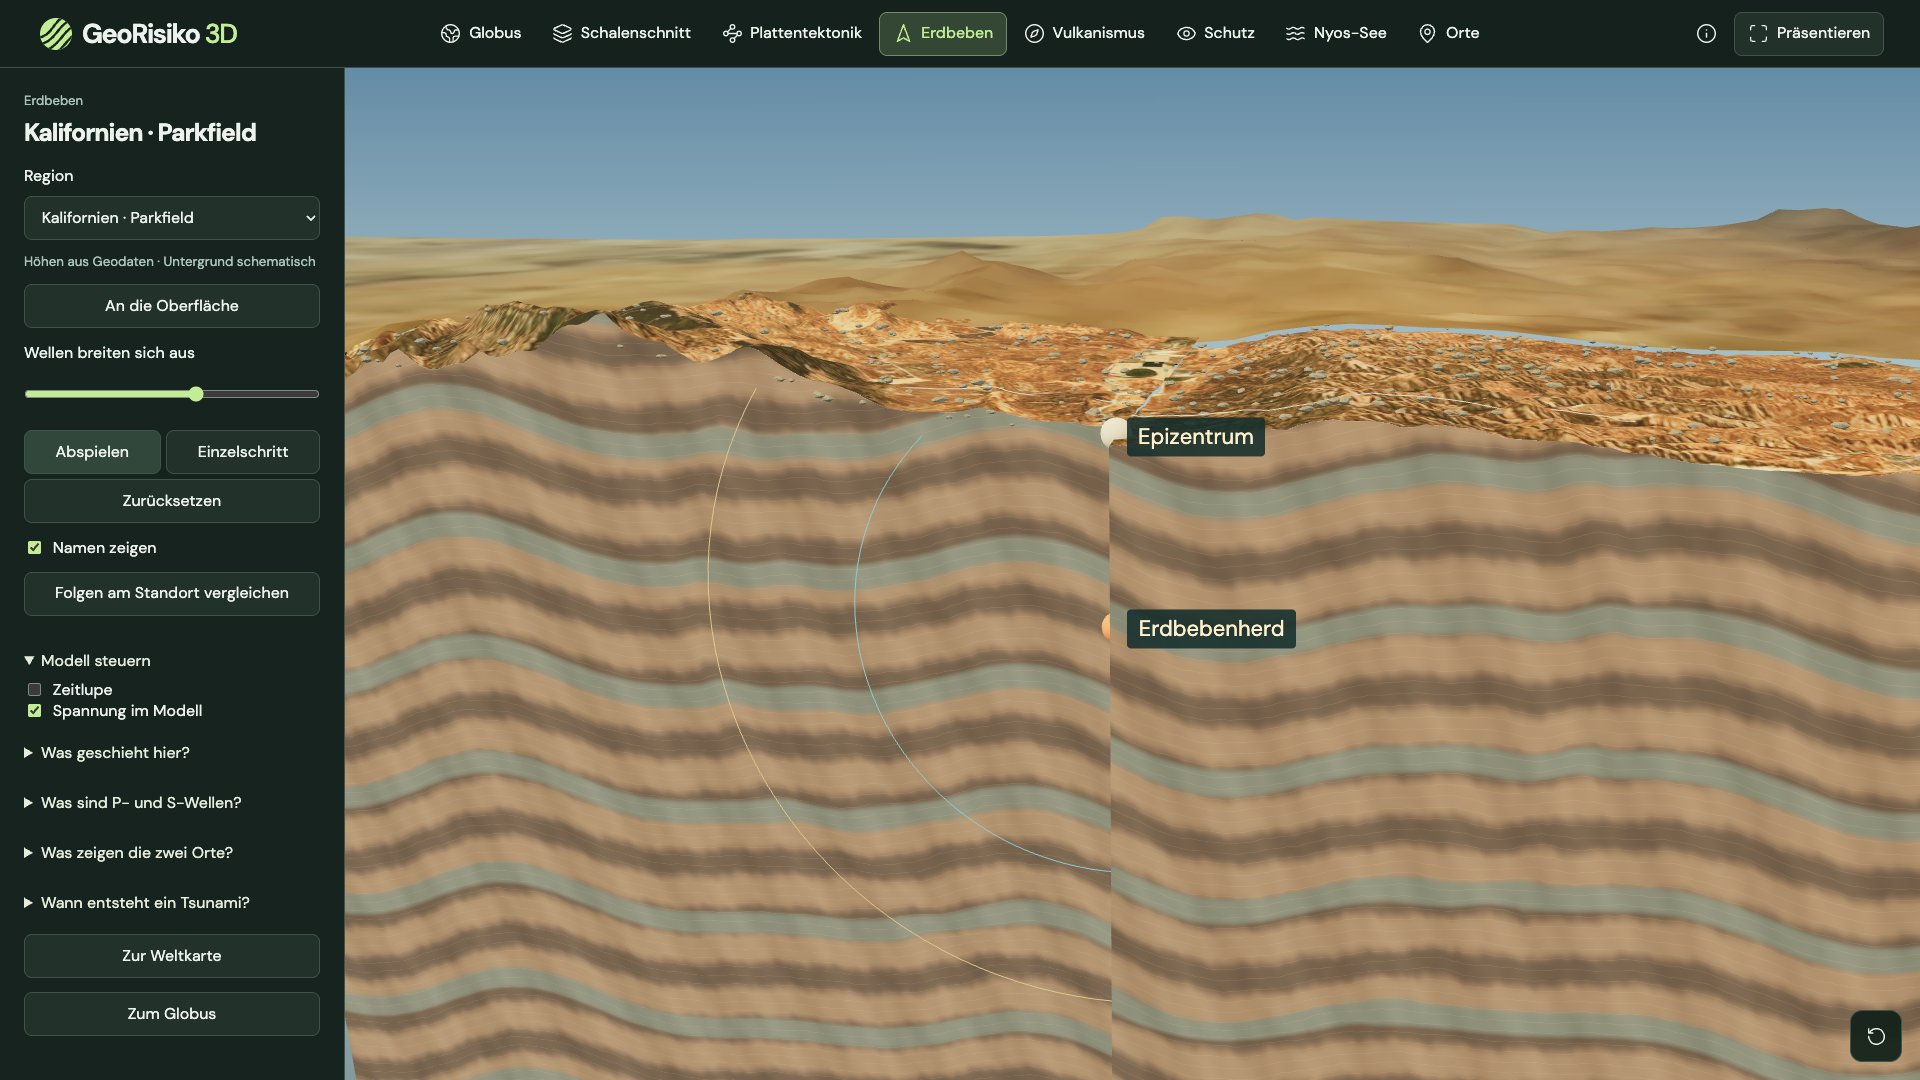 GeoRisiko 3D
Globus
Schalenschnitt
Plattentektonik
Erdbeben
Vulkanismus
Schutz
Nyos-See
Orte
Präsentieren
Erdbeben
Kalifornien · Parkfield
Region
Kalifornien · Parkfield
Höhen aus Geodaten · Untergrund schematisch
An die Oberfläche
Wellen breiten sich aus
Abspielen
Einzelschritt
Zurücksetzen
Namen zeigen
Folgen am Standort vergleichen
Modell steuern
Zeitlupe
Spannung im Modell
Was geschieht hier?
Was sind P- und S-Wellen?
Was zeigen die zwei Orte?
Wann entsteht ein Tsunami?
Zur Weltkarte
Zum Globus
Epizentrum
Erdbebenherd